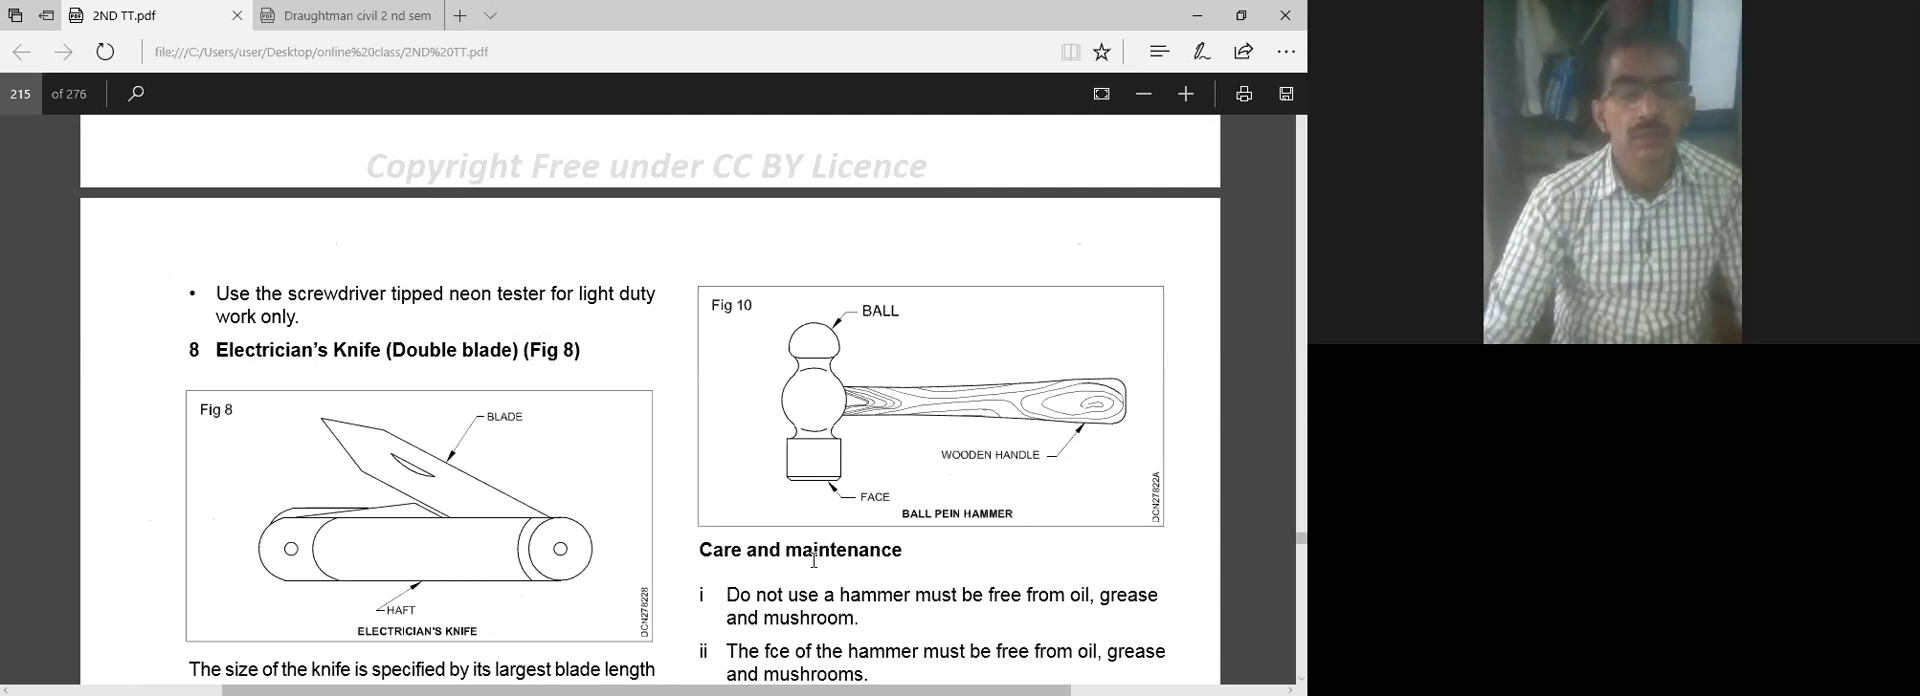 2ND TT.pdf
Draughtman civil 2 nd sem
file:///C:/Users/user/Desktop/online%20class/2ND%20TT.pdf
215 of 276
Copyright Free under CC BY Licence
• Use the screwdriver tipped neon tester for light duty
work only.
8 Electrician's Knife (Double blade) (Fig 8)
Fig 8
BLADE
HAFT
ELECTRICIAN'S KNIFE
DCN278228
The size of the knife is specified by its largest blade length
Fig 10
BALL
WOODEN HANDLE
FACE
BALL PEIN HAMMER
DCN27822A
Care and maintenance
i Do not use a hammer must be free from oil, grease
and mushroom.
ii The fce of the hammer must be free from oil, grease
and mushrooms.